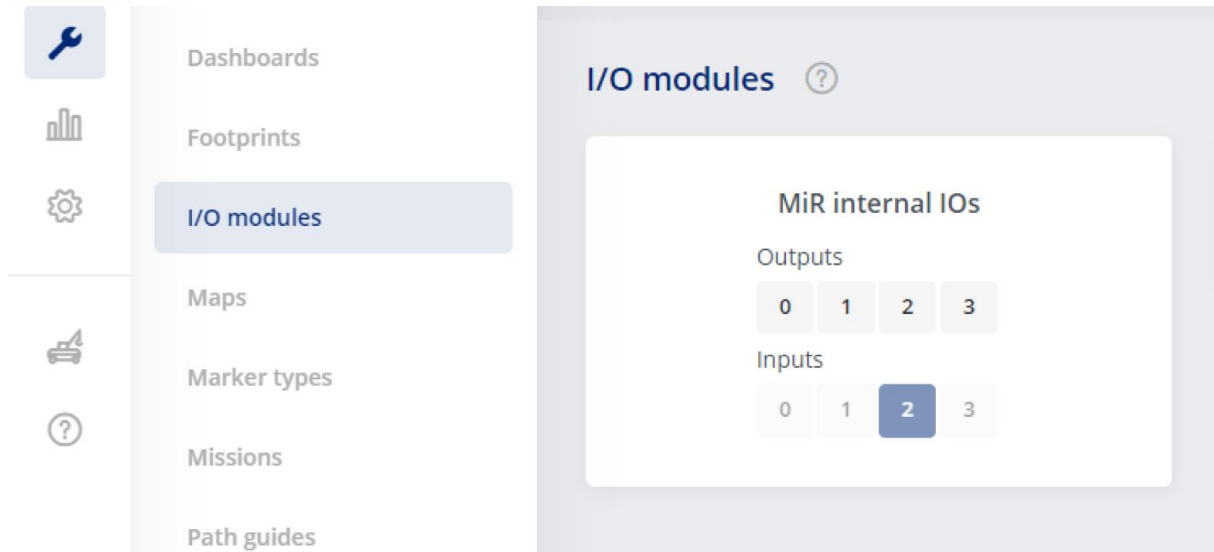 Dashboards
Footprints
I/O modules
Maps
Marker types
Missions
Path guides
I/O modules ?
MiR internal IOs
Outputs
0 1 2 3
Inputs
0 1 2 3
?